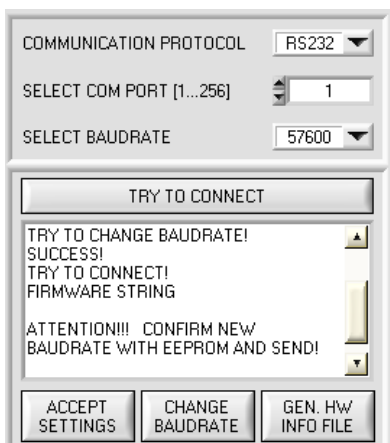 COMMUNICATION PROTOCOL RS232
SELECT COM PORT [1...256] 1
SELECT BAUDRATE 57600
TRY TO CONNECT
TRY TO CHANGE BAUDRATE!
SUCCESS!
TRY TO CONNECT!
FIRMWARE STRING
ATTENTION!!! CONFIRM NEW
BAUDRATE WITH EEPROM AND SEND!
ACCEPT
SETTINGS
CHANGE
BAUDRATE
GEN. HW
INFO FILE